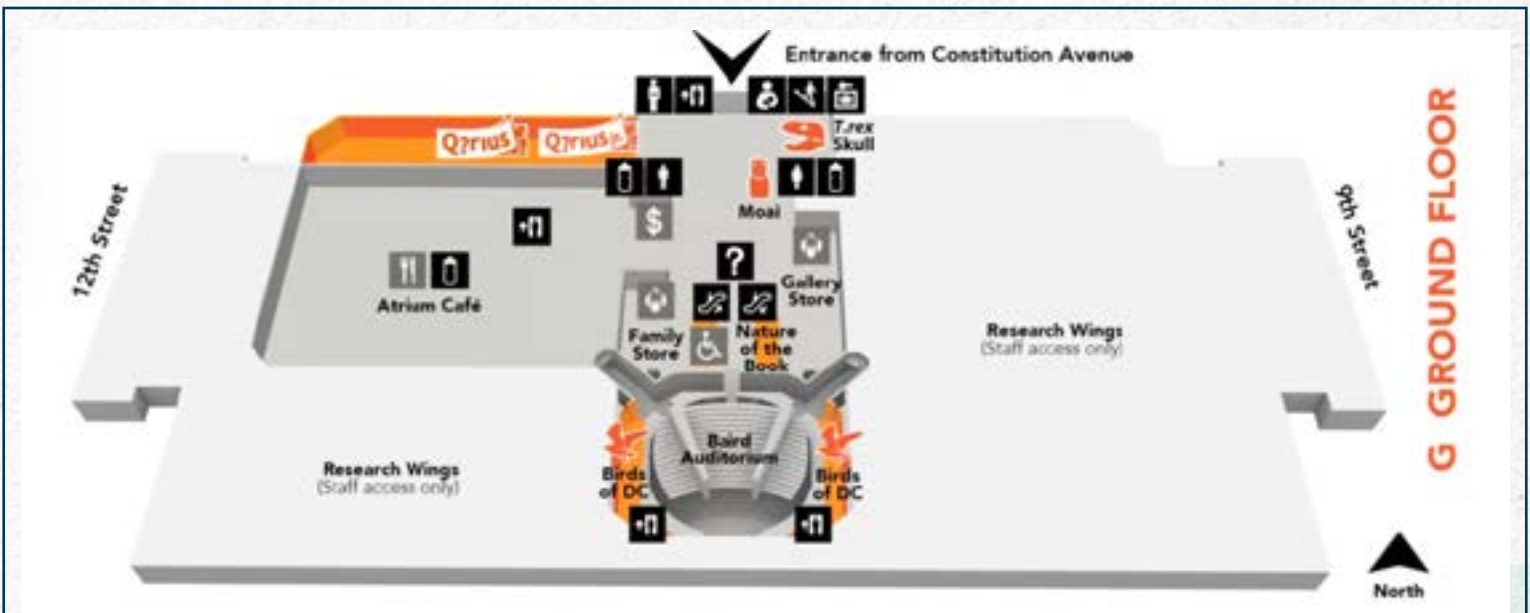 Entrance from Constitution Avenue
Q?rius
Q?rius jr.
T.rex
Skull
Moai
$
?
Gallery
Store
12th Street
9th Street
G GROUND FLOOR
Atrium Café
Family
Store
Nature
of the
Book
Research Wings
(Staff access only)
Baird
Auditorium
Birds
of DC
Birds
of DC
Research Wings
(Staff access only)
North